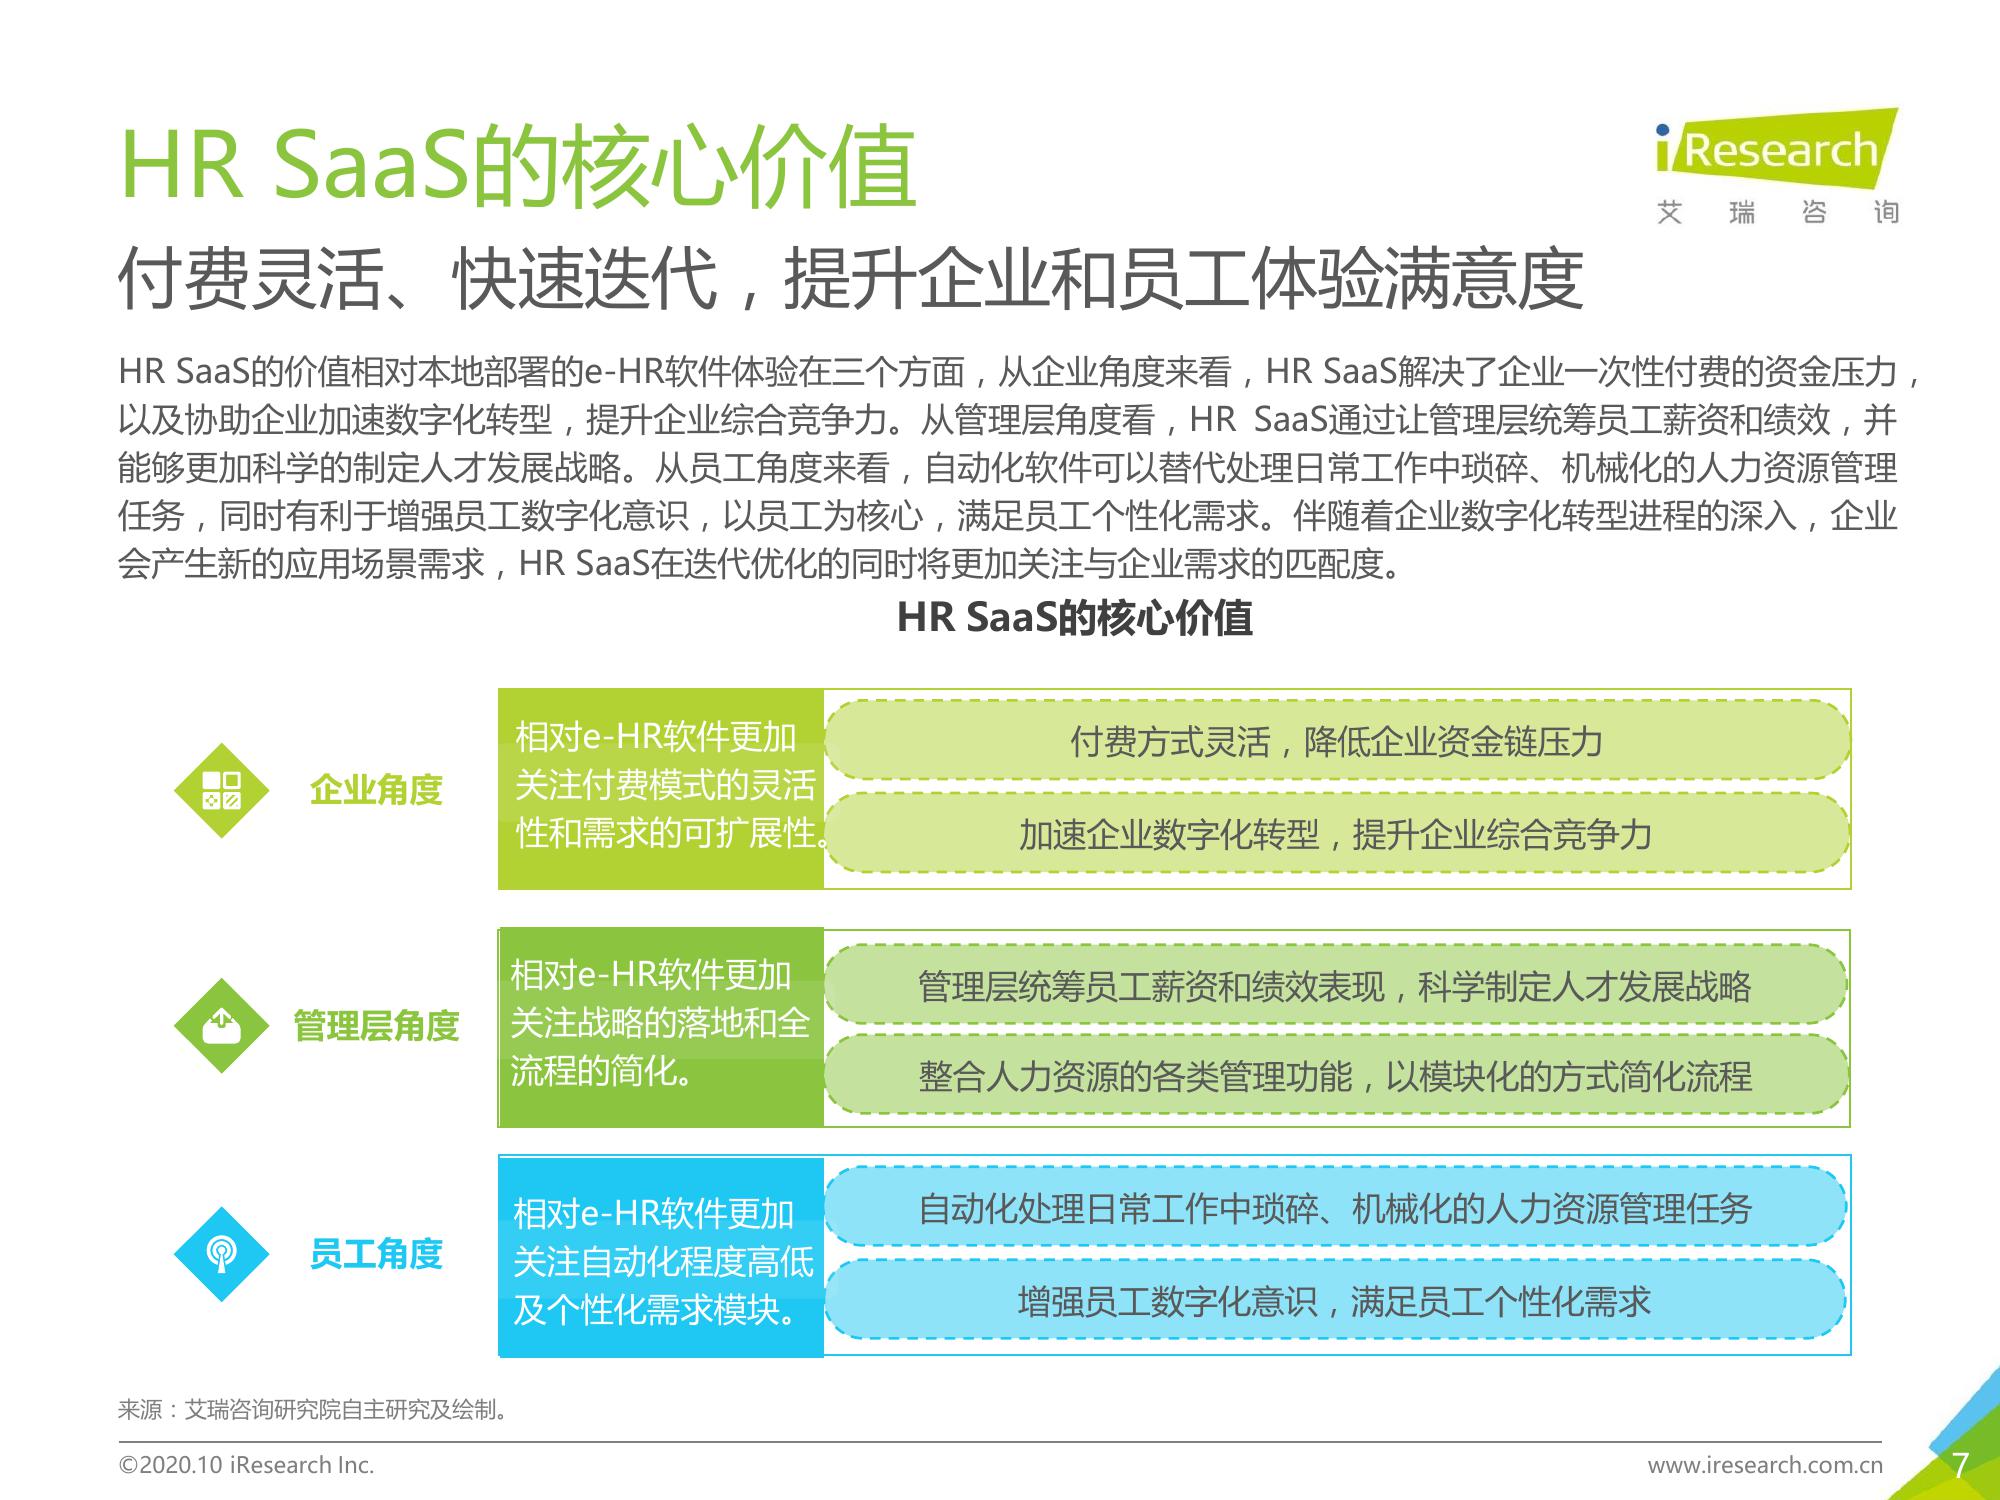 HR SaaS的核心价值
iResearch
艾瑞咨询
付费灵活、快速迭代，提升企业和员工体验满意度
HR SaaS的价值相对本地部署的e-HR软件体验在三个方面，从企业角度来看，HR SaaS解决了企业一次性付费的资金压力，
以及协助企业加速数字化转型，提升企业综合竞争力。从管理层角度看，HR SaaS通过让管理层统筹员工薪资和绩效，并
能够更加科学的制定人才发展战略。从员工角度来看，自动化软件可以替代处理日常工作中琐碎、机械化的人力资源管理
任务，同时有利于增强员工数字化意识，以员工为核心，满足员工个性化需求。伴随着企业数字化转型进程的深入，企业
会产生新的应用场景需求，HR SaaS在迭代优化的同时将更加关注与企业需求的匹配度。
HR SaaS的核心价值
企业角度
相对e-HR软件更加
关注付费模式的灵活
性和需求的可扩展性。
付费方式灵活，降低企业资金链压力
加速企业数字化转型，提升企业综合竞争力
管理层角度
相对e-HR软件更加
关注战略的落地和全
流程的简化。
管理层统筹员工薪资和绩效表现，科学制定人才发展战略
整合人力资源的各类管理功能，以模块化的方式简化流程
员工角度
相对e-HR软件更加
关注自动化程度高低
及个性化需求模块。
自动化处理日常工作中琐碎、机械化的人力资源管理任务
增强员工数字化意识，满足员工个性化需求
来源：艾瑞咨询研究院自主研究及绘制。
©2020.10 iResearch Inc.
www.iresearch.com.cn
7